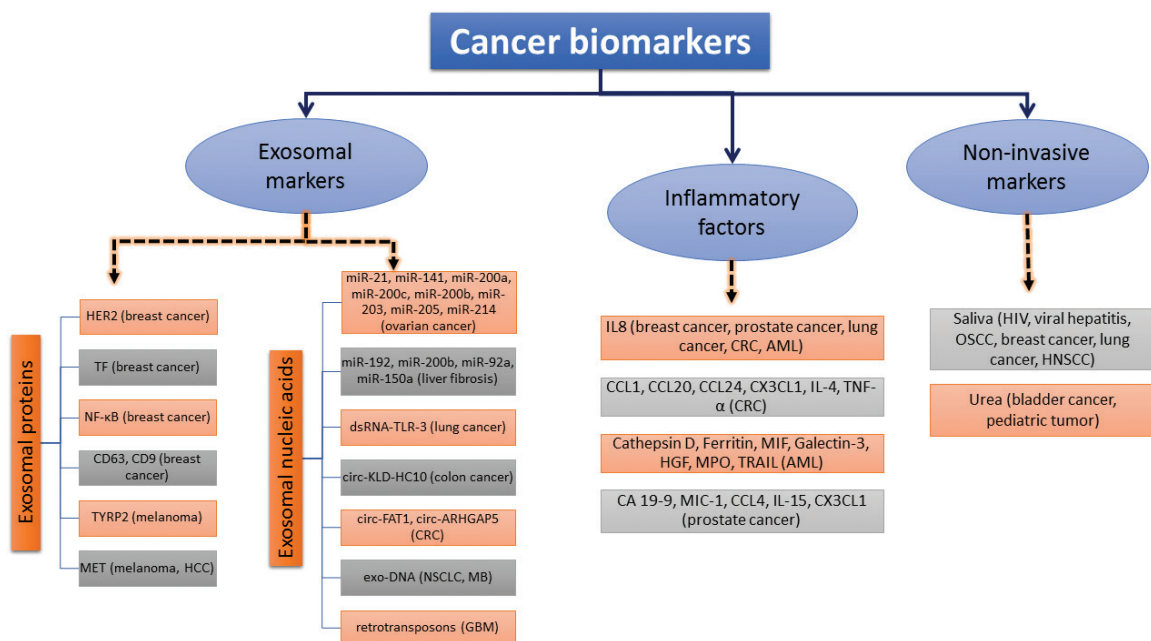 Cancer biomarkers
Exosomal
markers
Inflammatory
factors
Non-invasive
markers
Exosomal proteins
HER2 (breast cancer)
TF (breast cancer)
NF-κB (breast cancer)
CD63, CD9 (breast
cancer)
TYRP2 (melanoma)
MET (melanoma, HCC)
Exosomal nucleic acids
miR-21, miR-141, miR-200a,
miR-200c, miR-200b, miR-
203, miR-205, miR-214
(ovarian cancer)
miR-192, miR-200b, miR-92a,
miR-150a (liver fibrosis)
dsRNA-TLR-3 (lung cancer)
circ-KLD-HC10 (colon cancer)
circ-FAT1, circ-ARHGAP5
(CRC)
exo-DNA (NSCLC, MB)
retrotransposons (GBM)
IL8 (breast cancer, prostate cancer, lung
cancer, CRC, AML)
CCL1, CCL20, CCL24, CX3CL1, IL-4, TNF-
α (CRC)
Cathepsin D, Ferritin, MIF, Galectin-3,
HGF, MPO, TRAIL (AML)
CA 19-9, MIC-1, CCL4, IL-15, CX3CL1
(prostate cancer)
Saliva (HIV, viral hepatitis,
OSCC, breast cancer, lung
cancer, HNSCC)
Urea (bladder cancer,
pediatric tumor)